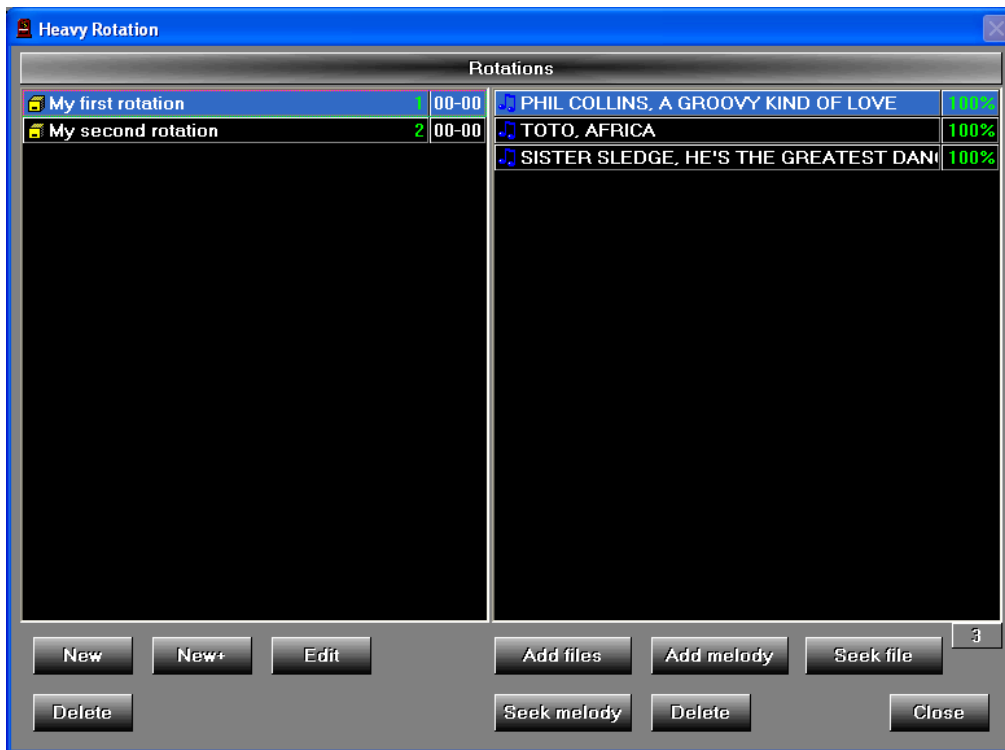 Heavy Rotation
Rotations
My first rotation 1 00-00
My second rotation 2 00-00
PHIL COLLINS, A GROOVY KIND OF LOVE 100%
TOTO, AFRICA 100%
SISTER SLEDGE, HE'S THE GREATEST DAN 100%
3
New New+ Edit Add files Add melody Seek file
Delete Seek melody Delete Close